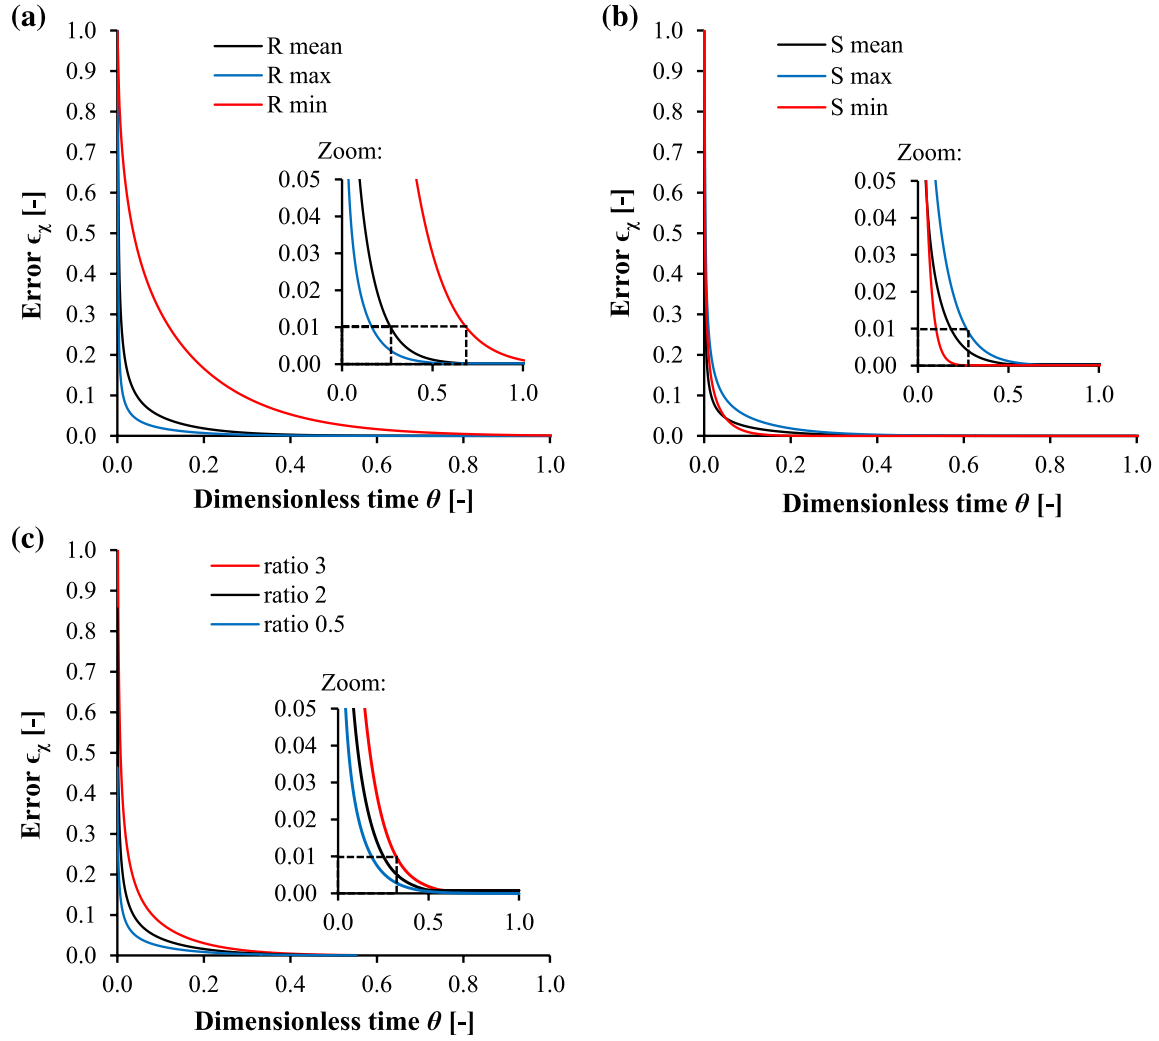 (a)
R mean
R max
R min
Zoom:
0.05
0.04
0.03
0.02
0.01
0.00
0.0 0.5 1.0
1.0
0.9
0.8
0.7
0.6
0.5
0.4
0.3
0.2
0.1
0.0
0.0 0.2 0.4 0.6 0.8 1.0
Error ϵχ [-]
Dimensionless time θ [-]
(b)
S mean
S max
S min
Zoom:
0.05
0.04
0.03
0.02
0.01
0.00
0.0 0.5 1.0
1.0
0.9
0.8
0.7
0.6
0.5
0.4
0.3
0.2
0.1
0.0
0.0 0.2 0.4 0.6 0.8 1.0
Error ϵχ [-]
Dimensionless time θ [-]
(c)
ratio 3
ratio 2
ratio 0.5
Zoom:
0.05
0.04
0.03
0.02
0.01
0.00
0.0 0.5 1.0
1.0
0.9
0.8
0.7
0.6
0.5
0.4
0.3
0.2
0.1
0.0
0.0 0.2 0.4 0.6 0.8 1.0
Error ϵχ [-]
Dimensionless time θ [-]